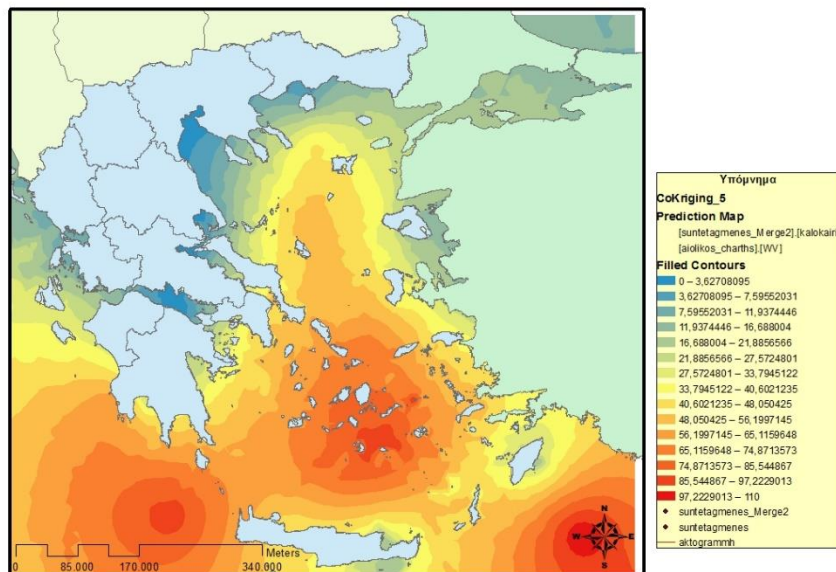 Meters
0 85.000 170.000 340.000
N
W E
S
Υπόμνημα
CoKriging_5
Prediction Map
[suntetagmenes_Merge2].[kalokairi
[aiolikos_charths].[WV]
Filled Contours
0 – 3,62708095
3,62708095 – 7,59552031
7,59552031 – 11,9374446
11,9374446 – 16,688004
16,688004 – 21,8856566
21,8856566 – 27,5724801
27,5724801 – 33,7945122
33,7945122 – 40,6021235
40,6021235 – 48,050425
48,050425 – 56,1997145
56,1997145 – 65,1159648
65,1159648 – 74,8713573
74,8713573 – 85,544867
85,544867 – 97,2229013
97,2229013 – 110
suntetagmenes_Merge2
suntetagmenes
aktogrammh